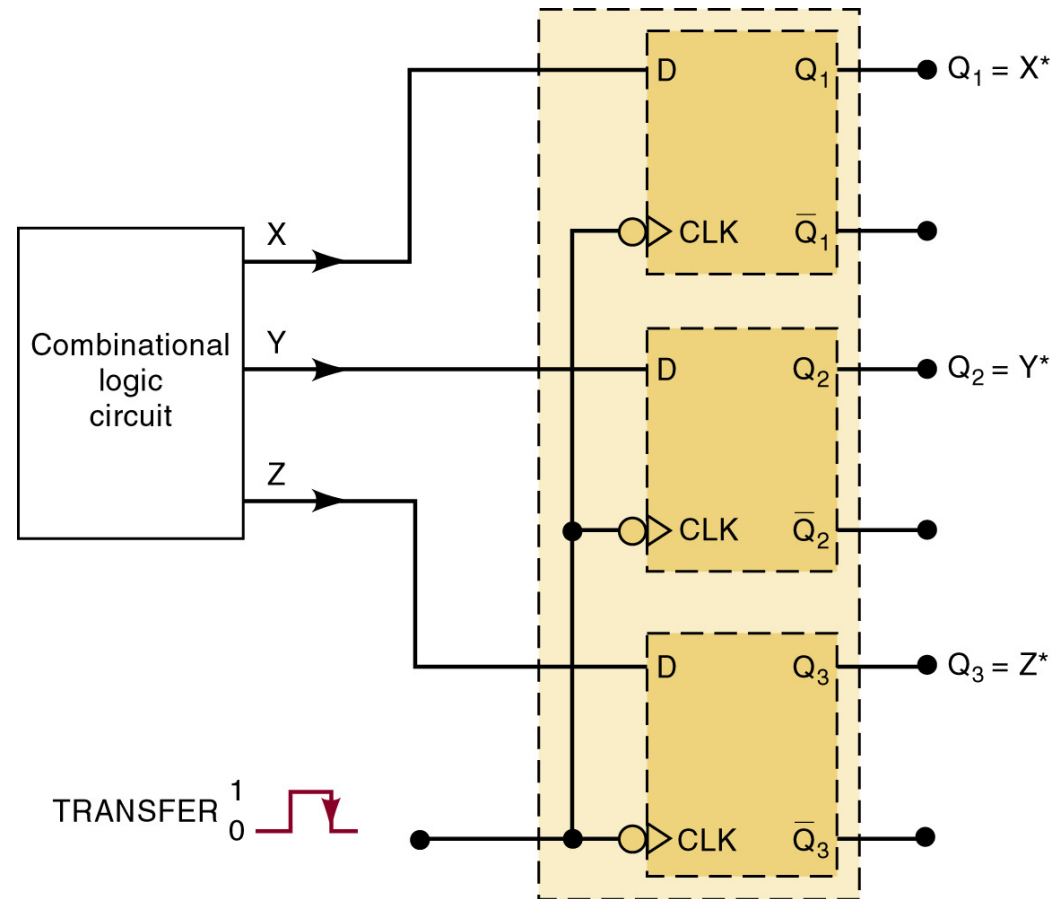 D
Q₁
Q₁ = X*
CLK
Q̅₁
X
Combinational
logic
circuit
Y
D
Q₂
Q₂ = Y*
Z
CLK
Q̅₂
D
Q₃
Q₃ = Z*
TRANSFER
1
0
CLK
Q̅₃